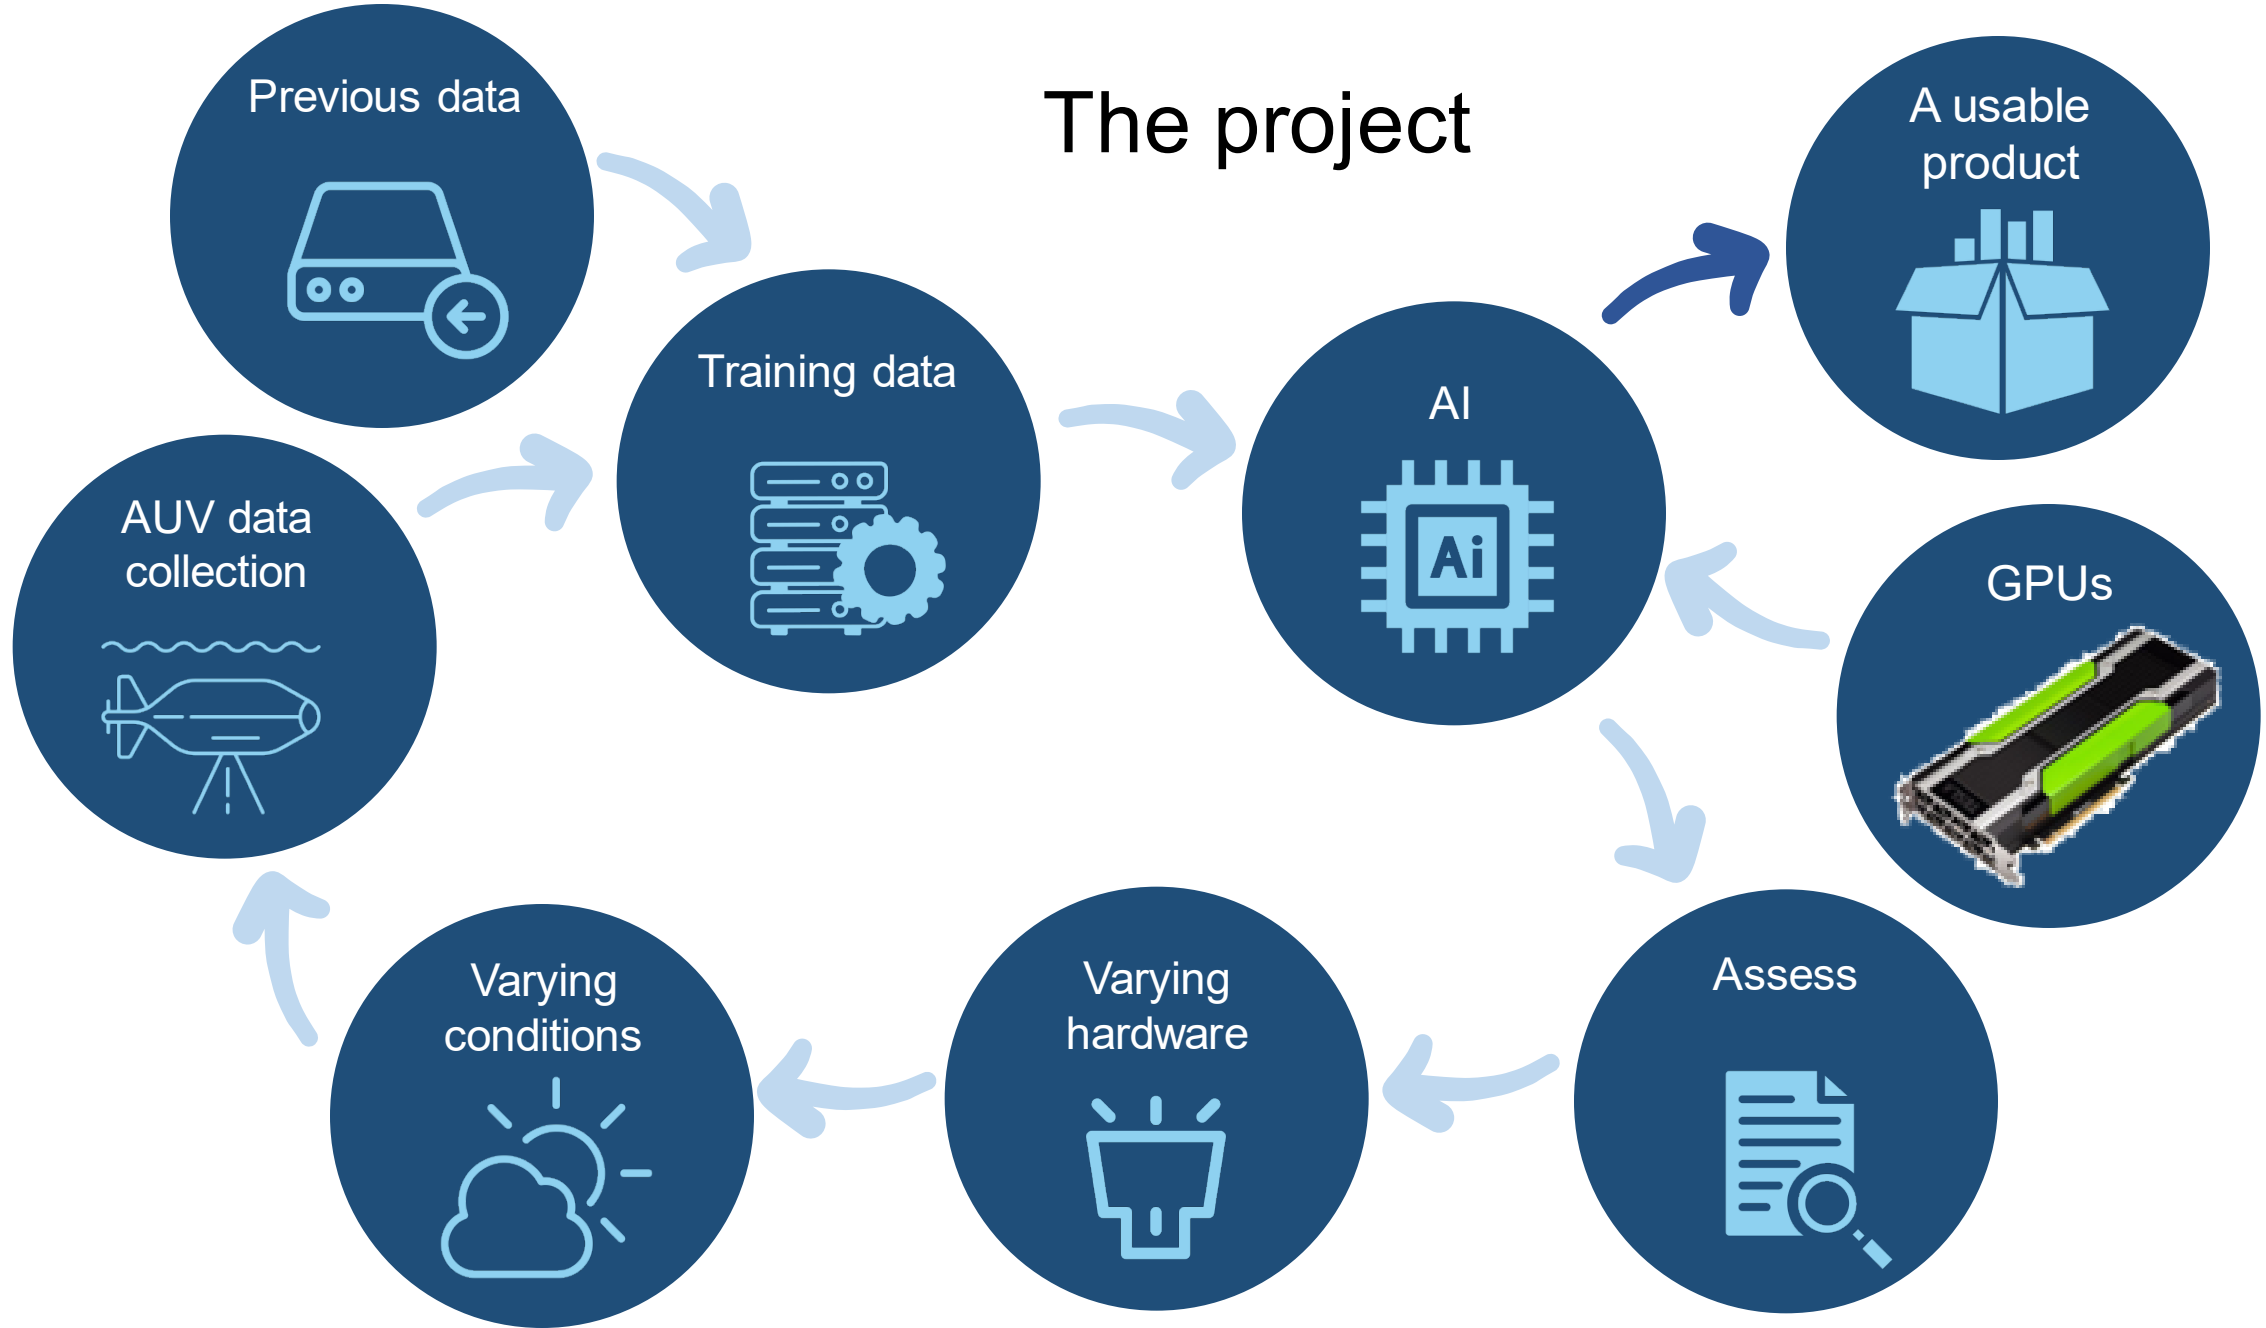 Previous data
The project
A usable
product
Training data
AI
Ai
AUV data
collection
GPUs
Varying
conditions
Varying
hardware
Assess